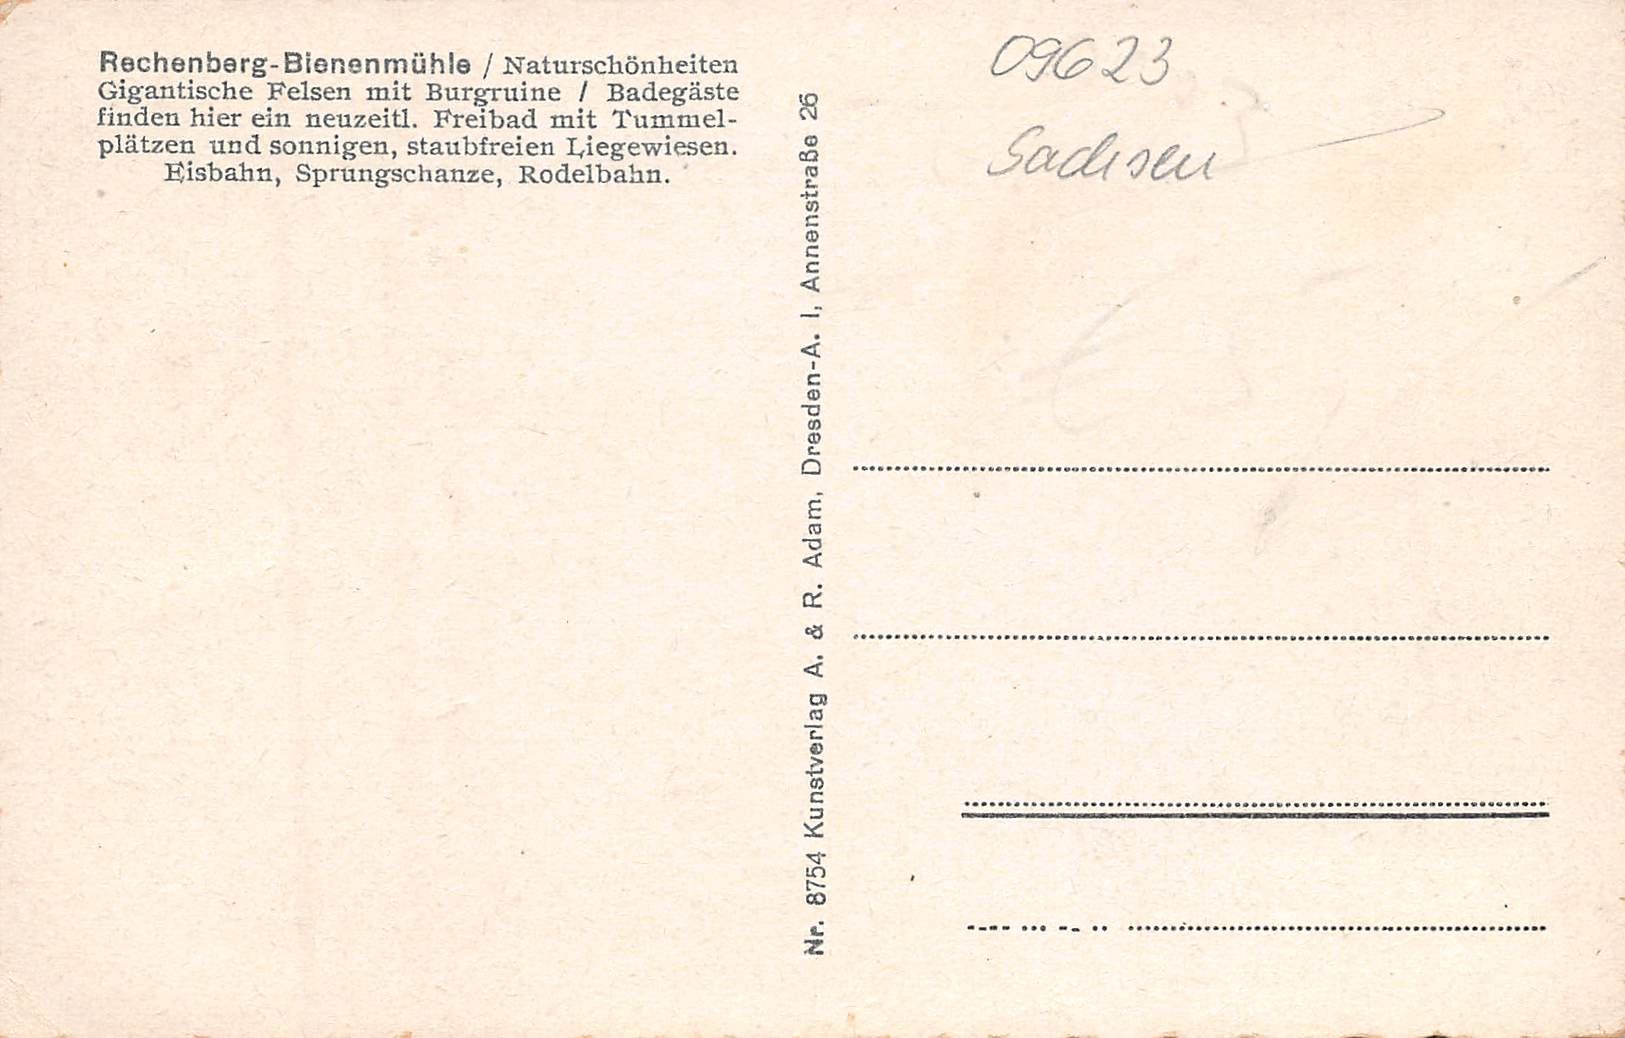 Rechenberg-Bienenmühle / Naturschönheiten
Gigantische Felsen mit Burgruine / Badegäste
finden hier ein neuzeitl. Freibad mit Tummel-
plätzen und sonnigen, staubfreien Liegewiesen.
Eisbahn, Sprungschanze, Rodelbahn.
Nr. 8754 Kunstverlag A. & R. Adam, Dresden-A. 1, Annenstraße 26
09623
Sachsen